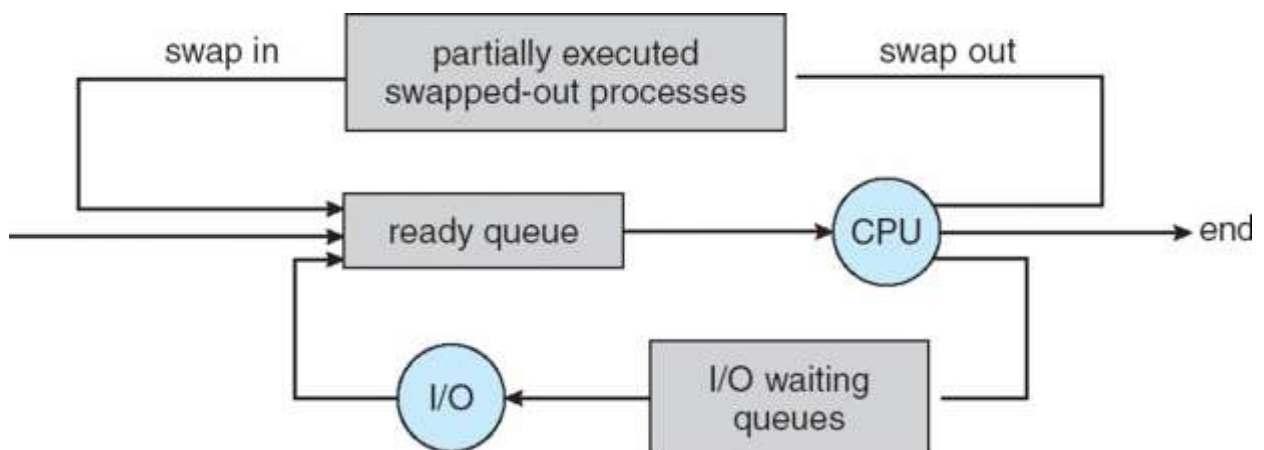 swap in
partially executed
swapped-out processes
swap out
ready queue
CPU
end
I/O
I/O waiting
queues